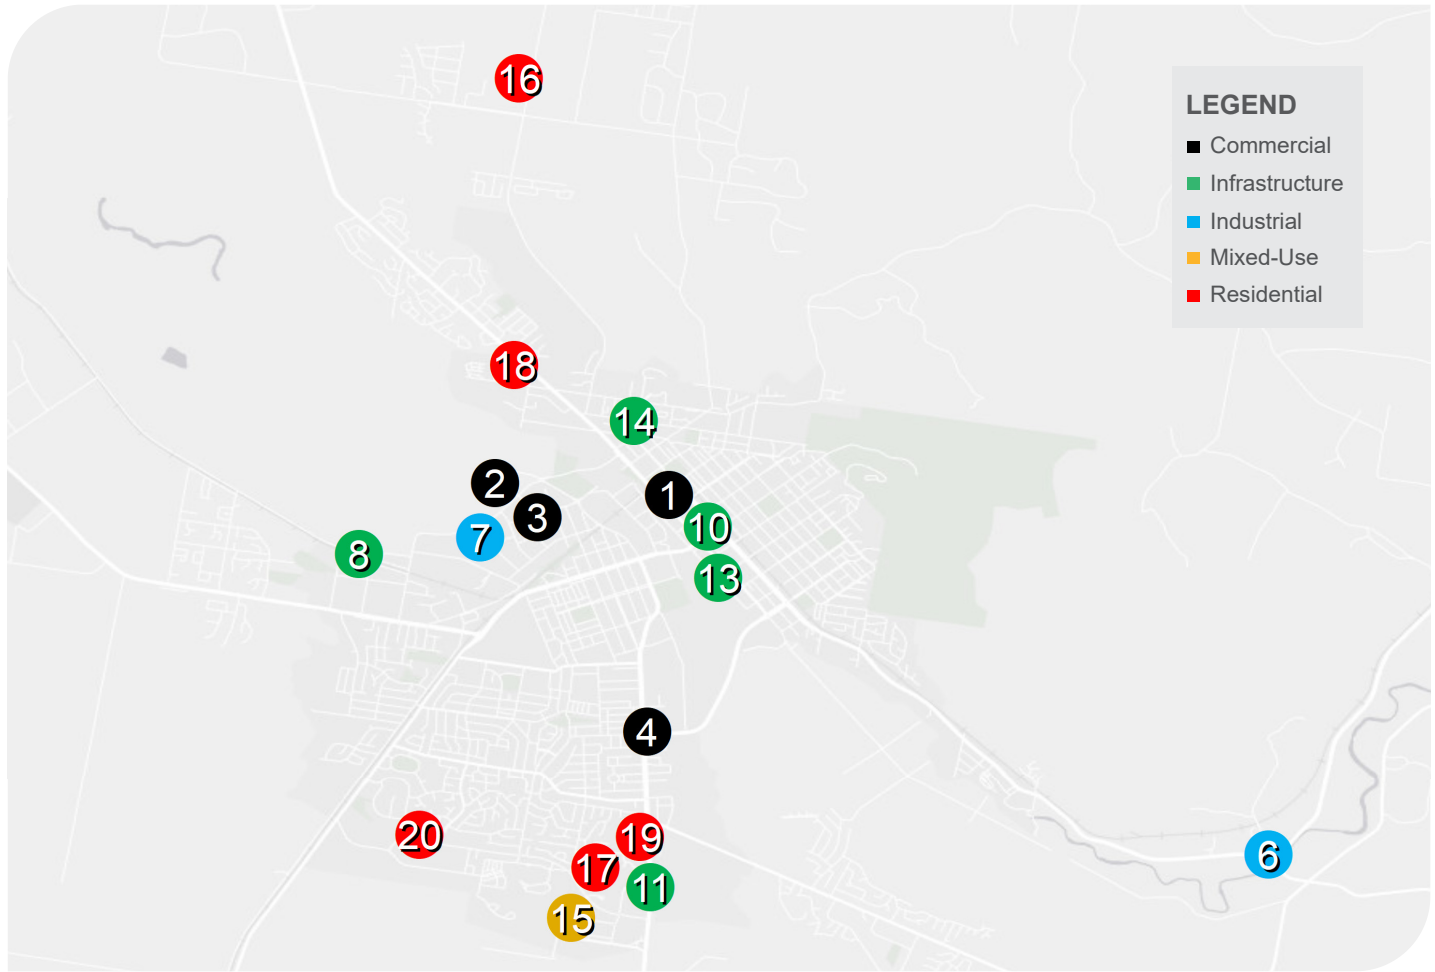 16
LEGEND
Commercial
Infrastructure
Industrial
Mixed-Use
Residential
18
14
2
1
3
10
7
8
13
4
20
19
6
17
11
15